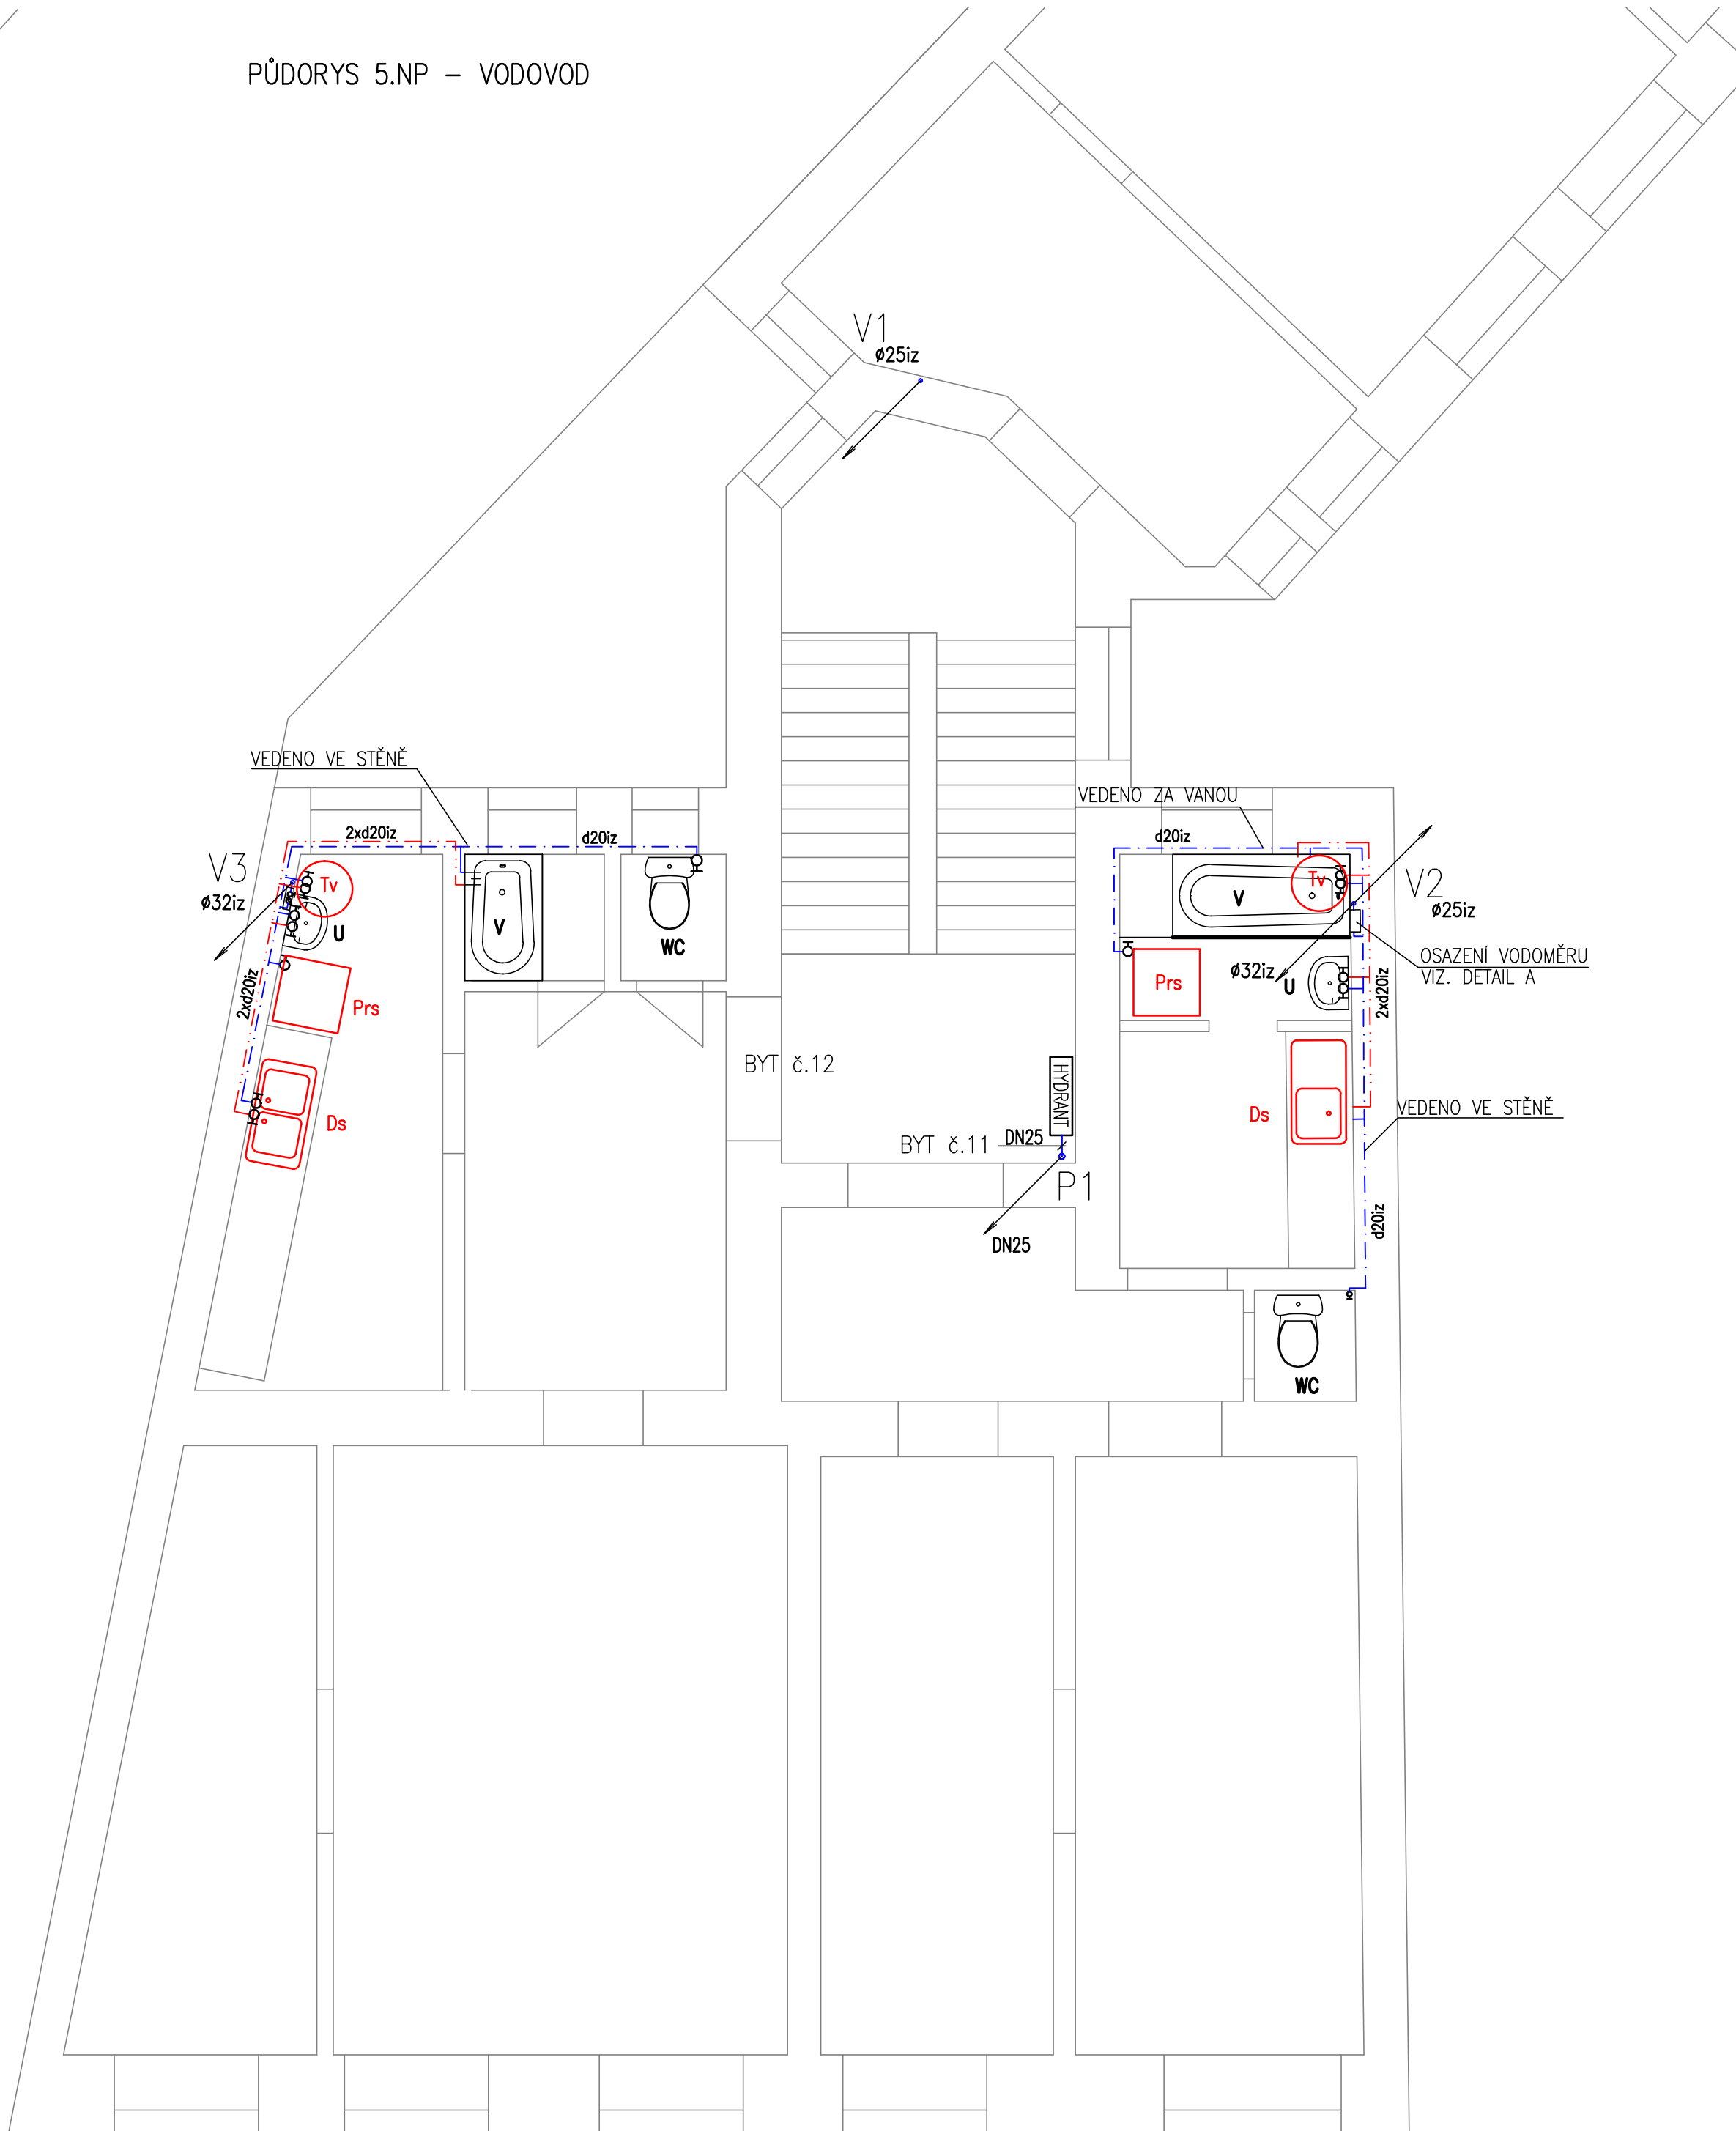 PŮDORYS 5.NP – VODOVOD
V1
ø25iz
VEDENO VE STĚNĚ
VEDENO ZA VANOU
2xd20iz
d20iz
d20iz
V3
ø32iz
Tv
U
V
WC
V
Tv
V2
ø25iz
OSAZENÍ VODOMĚRU
VIZ. DETAIL A
ø32iz
U
2xd20iz
2xd20iz
Prs
Prs
BYT č.12
HYDRANT
Ds
Ds
VEDENO VE STĚNĚ
BYT č.11
DN25
P1
DN25
d20iz
WC